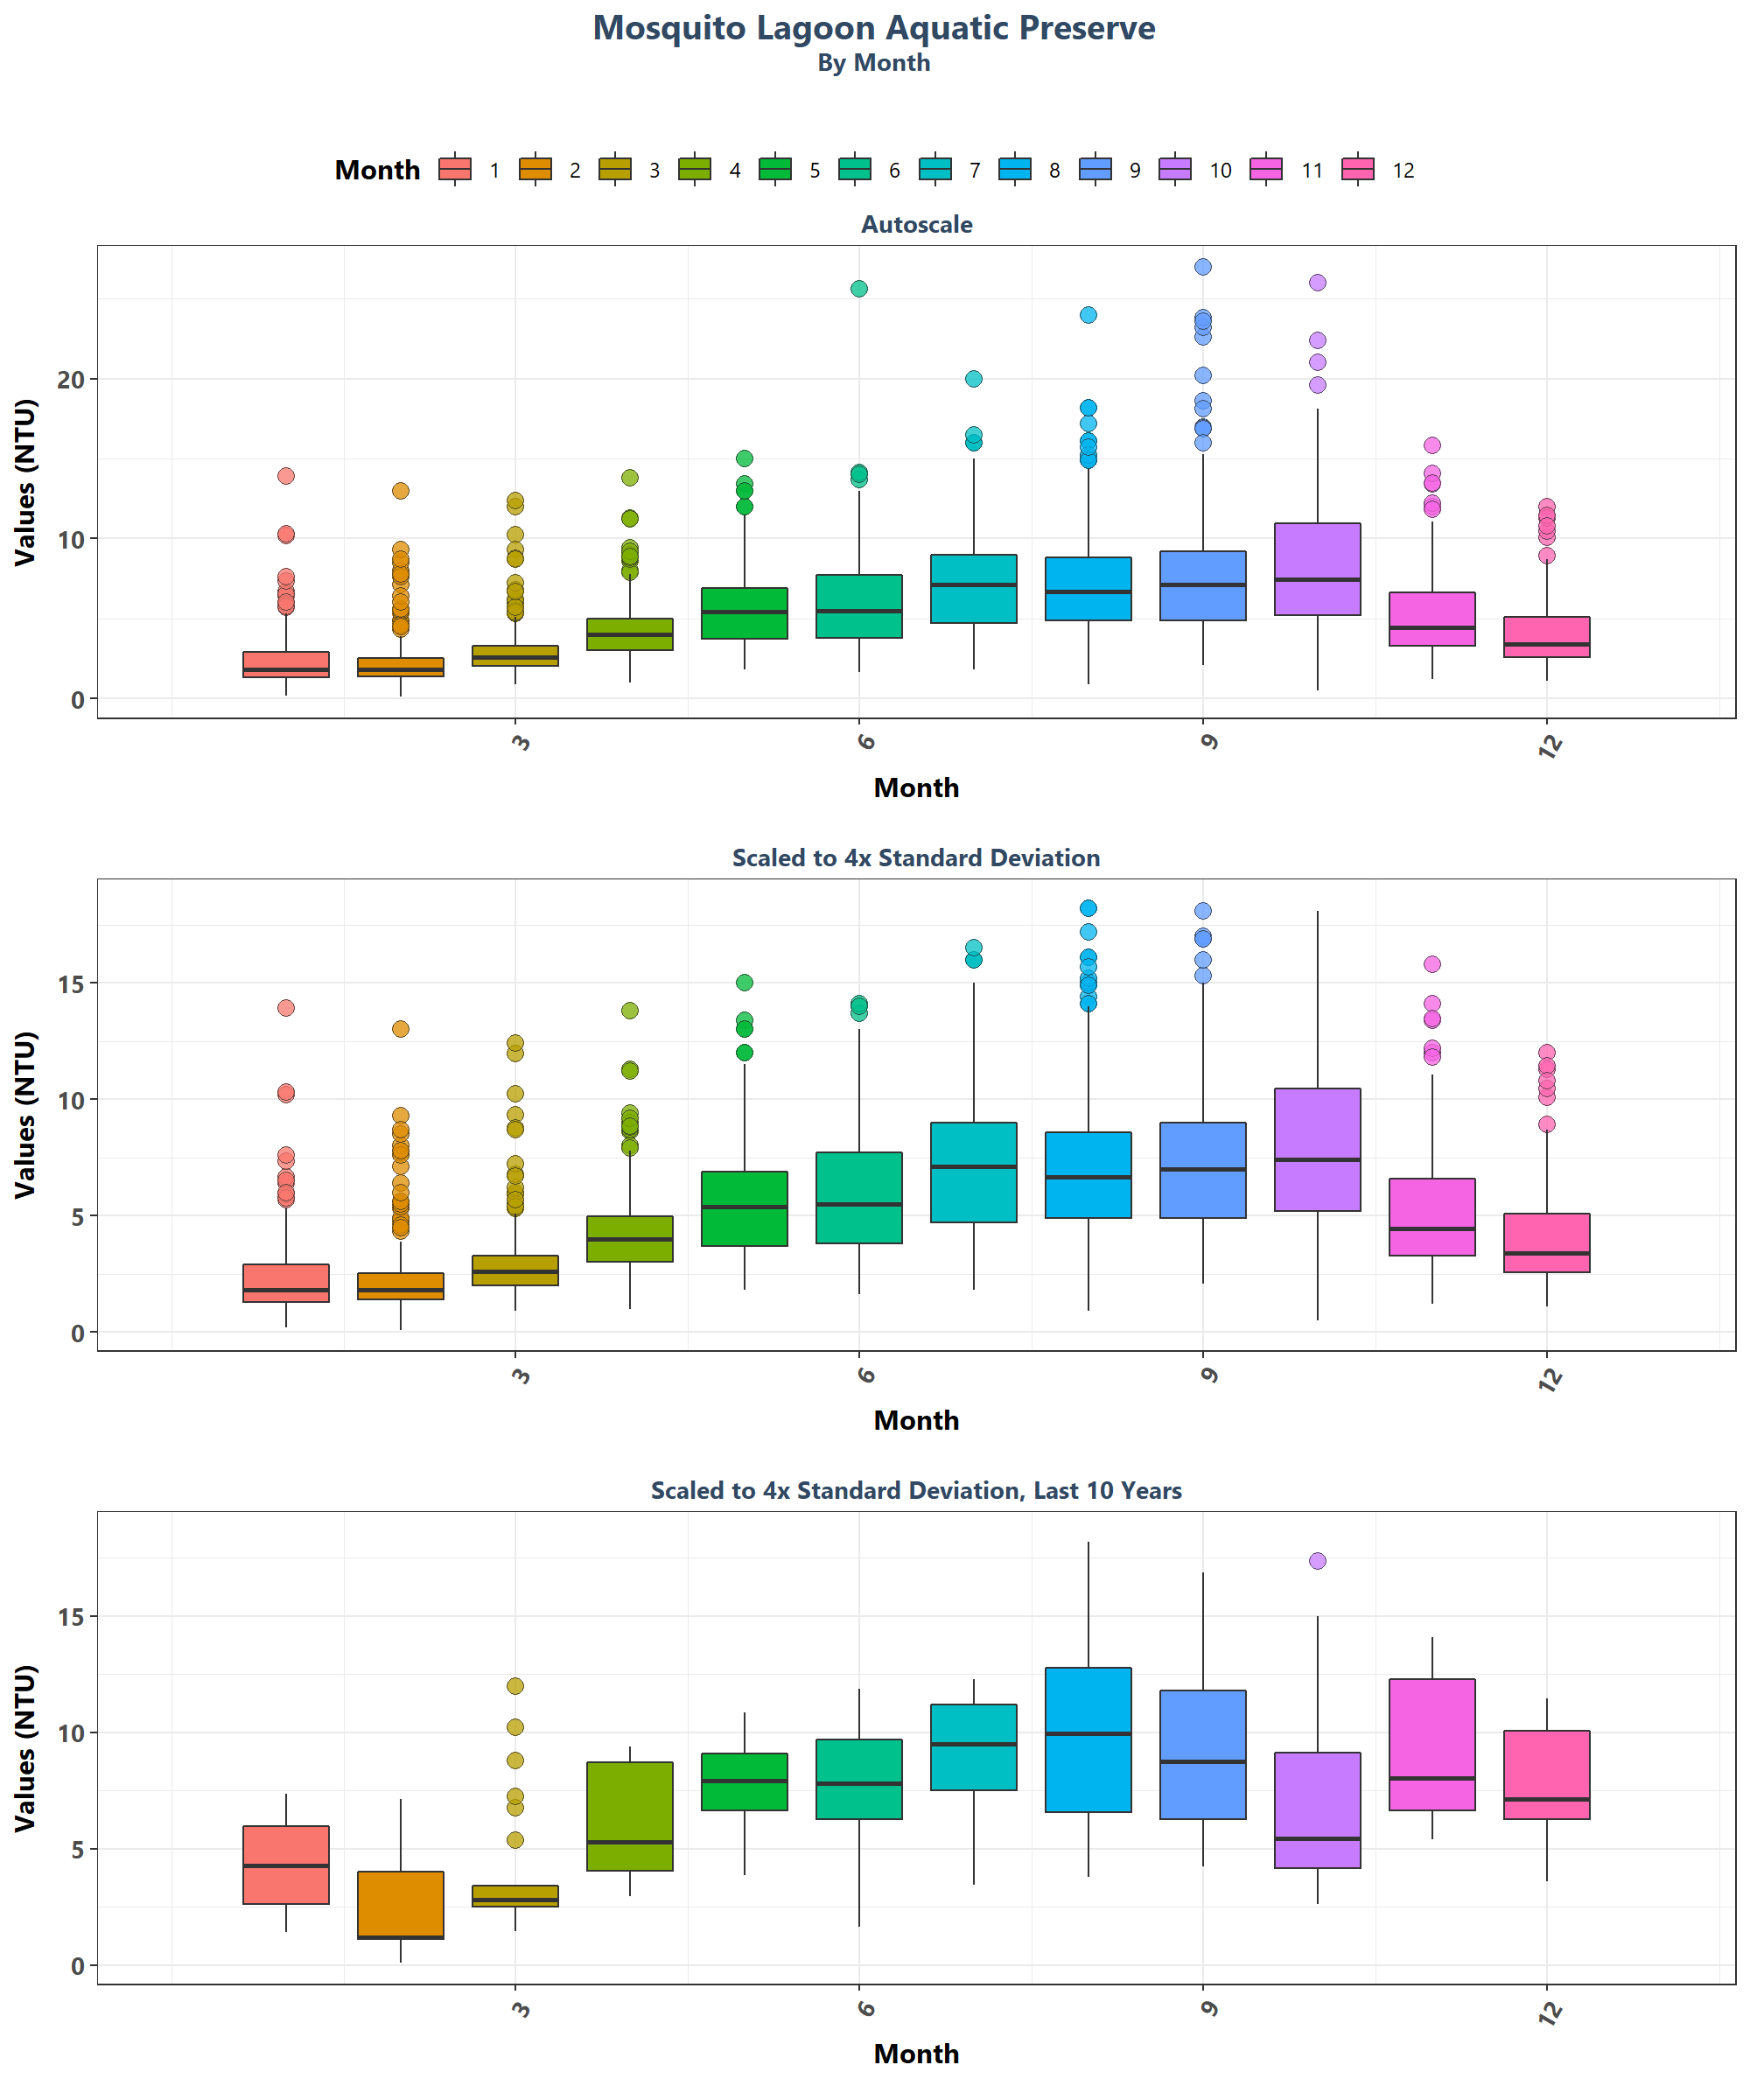 Mosquito Lagoon Aquatic Preserve
By Month
Month 1 2 3 4 5 6 7 8 9 10 11 12
Autoscale
Values (NTU)
20
10
0
3 6 9 12
Month
Scaled to 4x Standard Deviation
Values (NTU)
15
10
5
0
3 6 9 12
Month
Scaled to 4x Standard Deviation, Last 10 Years
Values (NTU)
15
10
5
0
3 6 9 12
Month